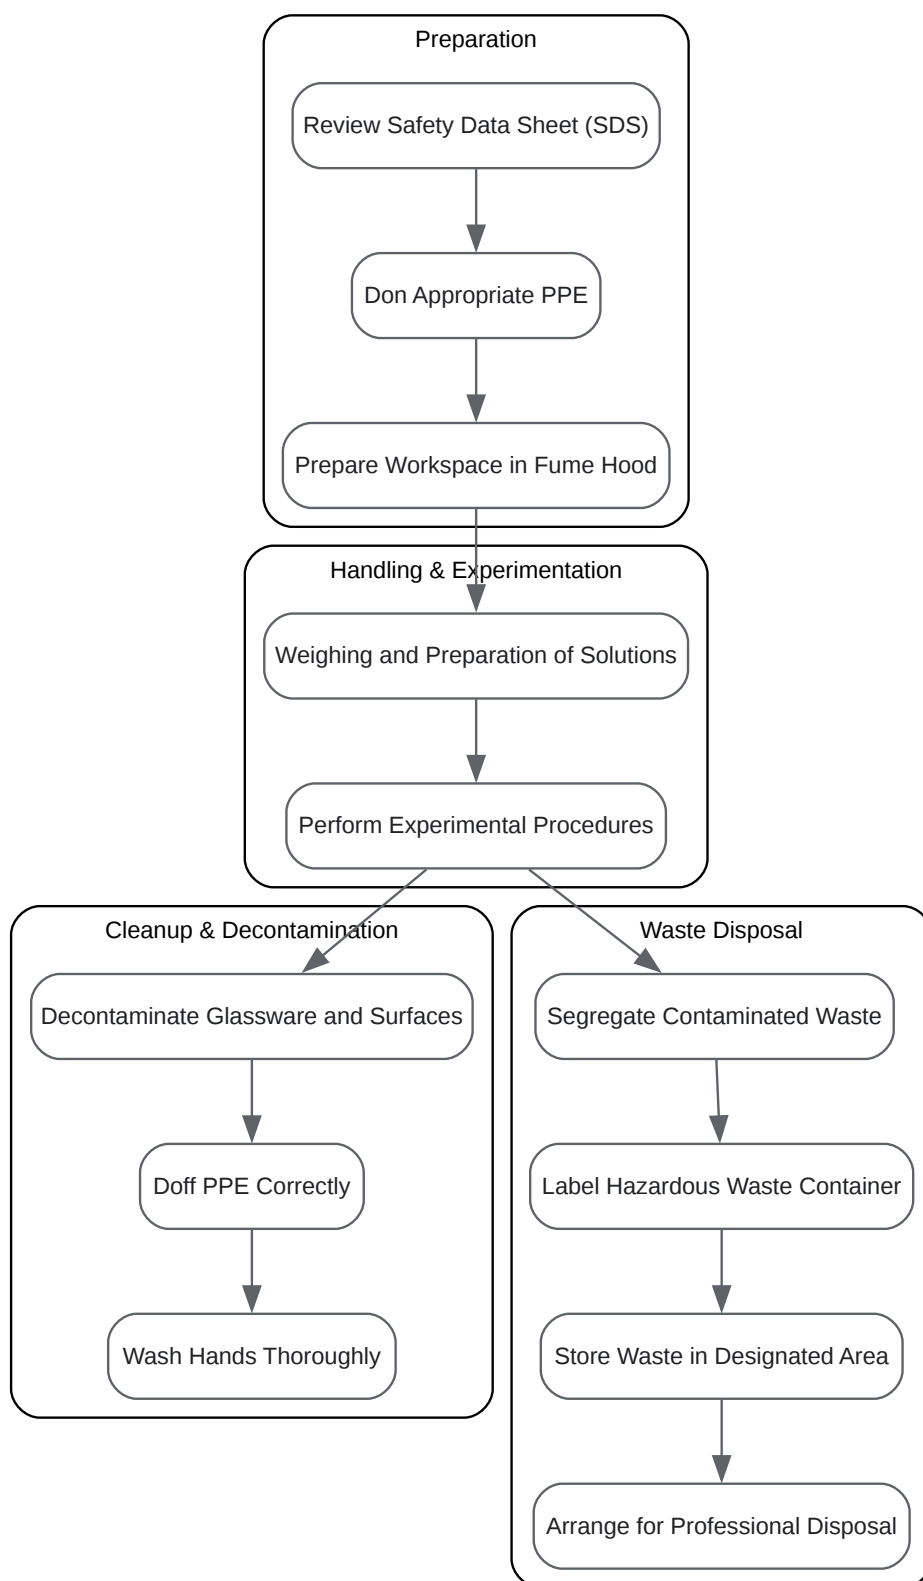 Preparation
Review Safety Data Sheet (SDS)
Don Appropriate PPE
Prepare Workspace in Fume Hood
Handling & Experimentation
Weighing and Preparation of Solutions
Perform Experimental Procedures
Cleanup & Decontamination
Decontaminate Glassware and Surfaces
Doff PPE Correctly
Wash Hands Thoroughly
Waste Disposal
Segregate Contaminated Waste
Label Hazardous Waste Container
Store Waste in Designated Area
Arrange for Professional Disposal